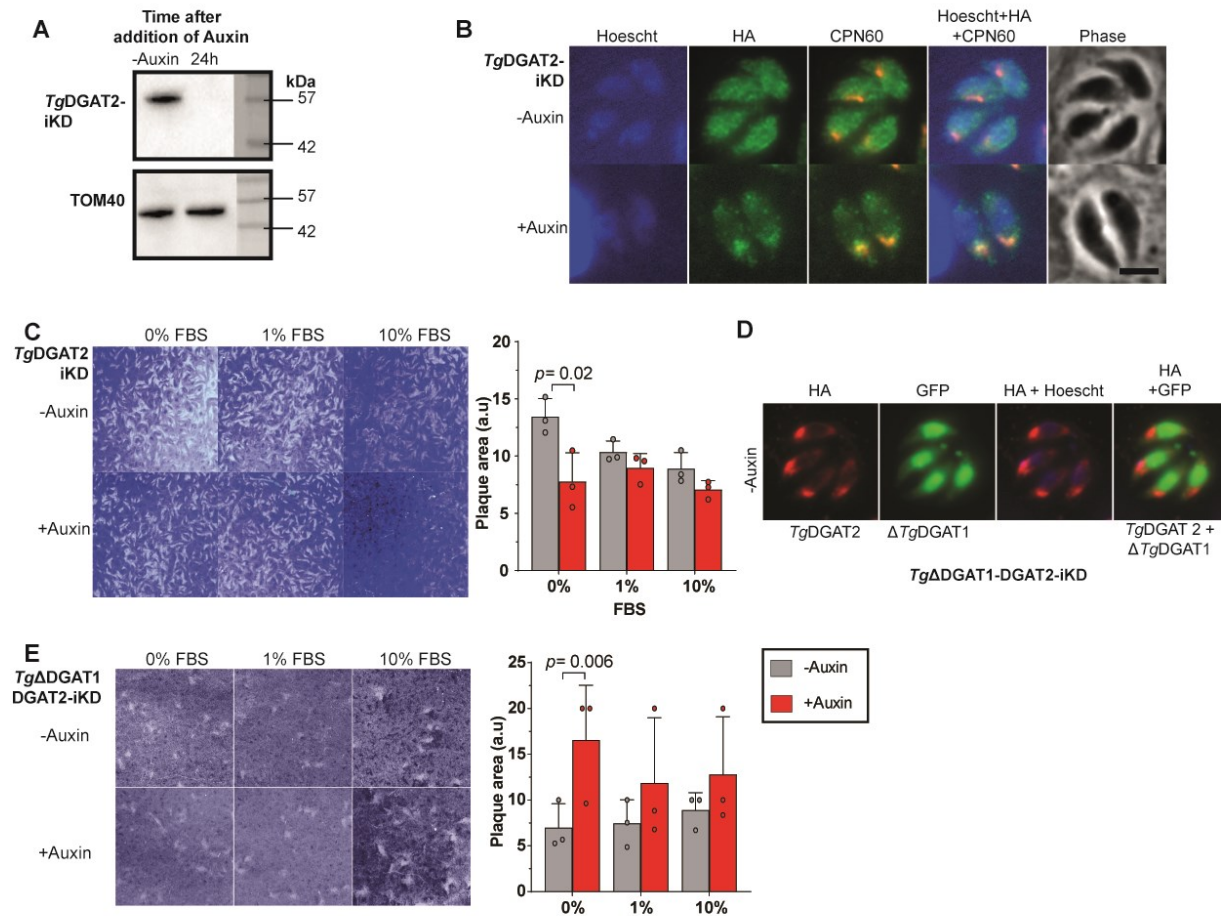 A
Time after
addition of Auxin
-Auxin 24h
kDa
TgDGAT2-
iKD
57
42
TOM40
57
42
B
Hoescht HA CPN60 Hoescht+HA
+CPN60 Phase
TgDGAT2-
iKD
-Auxin
+Auxin
C
0% FBS 1% FBS 10% FBS
TgDGAT2
iKD
-Auxin
+Auxin
Plaque area (a.u)
20
15
10
5
0
p= 0.02
0% 1% 10%
FBS
D
HA GFP HA + Hoescht HA
+GFP
-Auxin
TgDGAT2 ΔTgDGAT1 TgDGAT 2 +
ΔTgDGAT1
TgΔDGAT1-DGAT2-iKD
E
0% FBS 1% FBS 10% FBS
TgΔDGAT1
DGAT2-iKD
-Auxin
+Auxin
Plaque area (a.u)
25
20
15
10
5
0
p= 0.006
0% 1% 10%
-Auxin
+Auxin